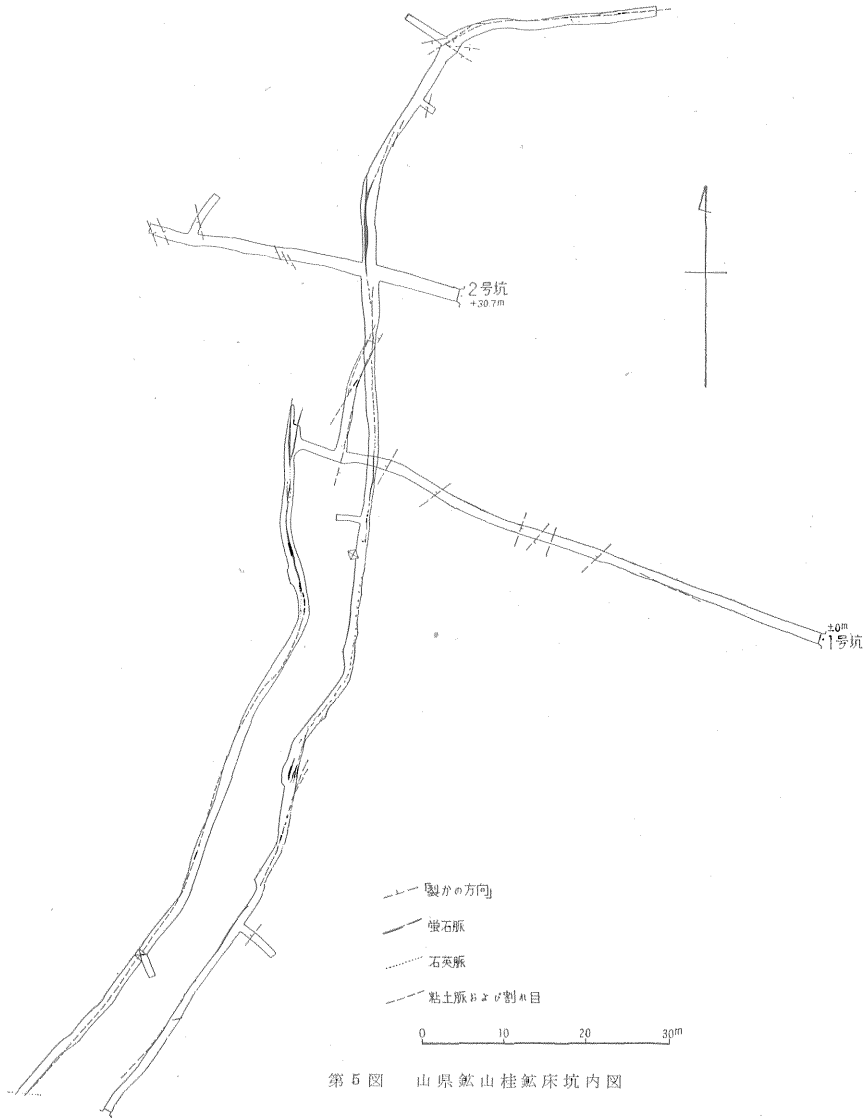 2号坑
+30.7m
±0m
1号坑
「裂かの方向」
螢石脈
石英脈
粘土脈および割れ目
0 10 20 30m
第5図 山県鉱山桂鉱床坑内図